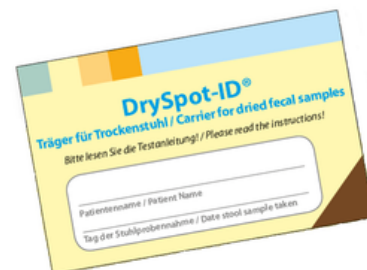 DrySpot-ID®
Träger für Trockenstuhl / Carrier for dried fecal samples
Bitte lesen Sie die Testanleitung! / Please read the instructions!
Patientenname / Patient Name
Tag der Stuhlprobennahme / Date stool sample taken